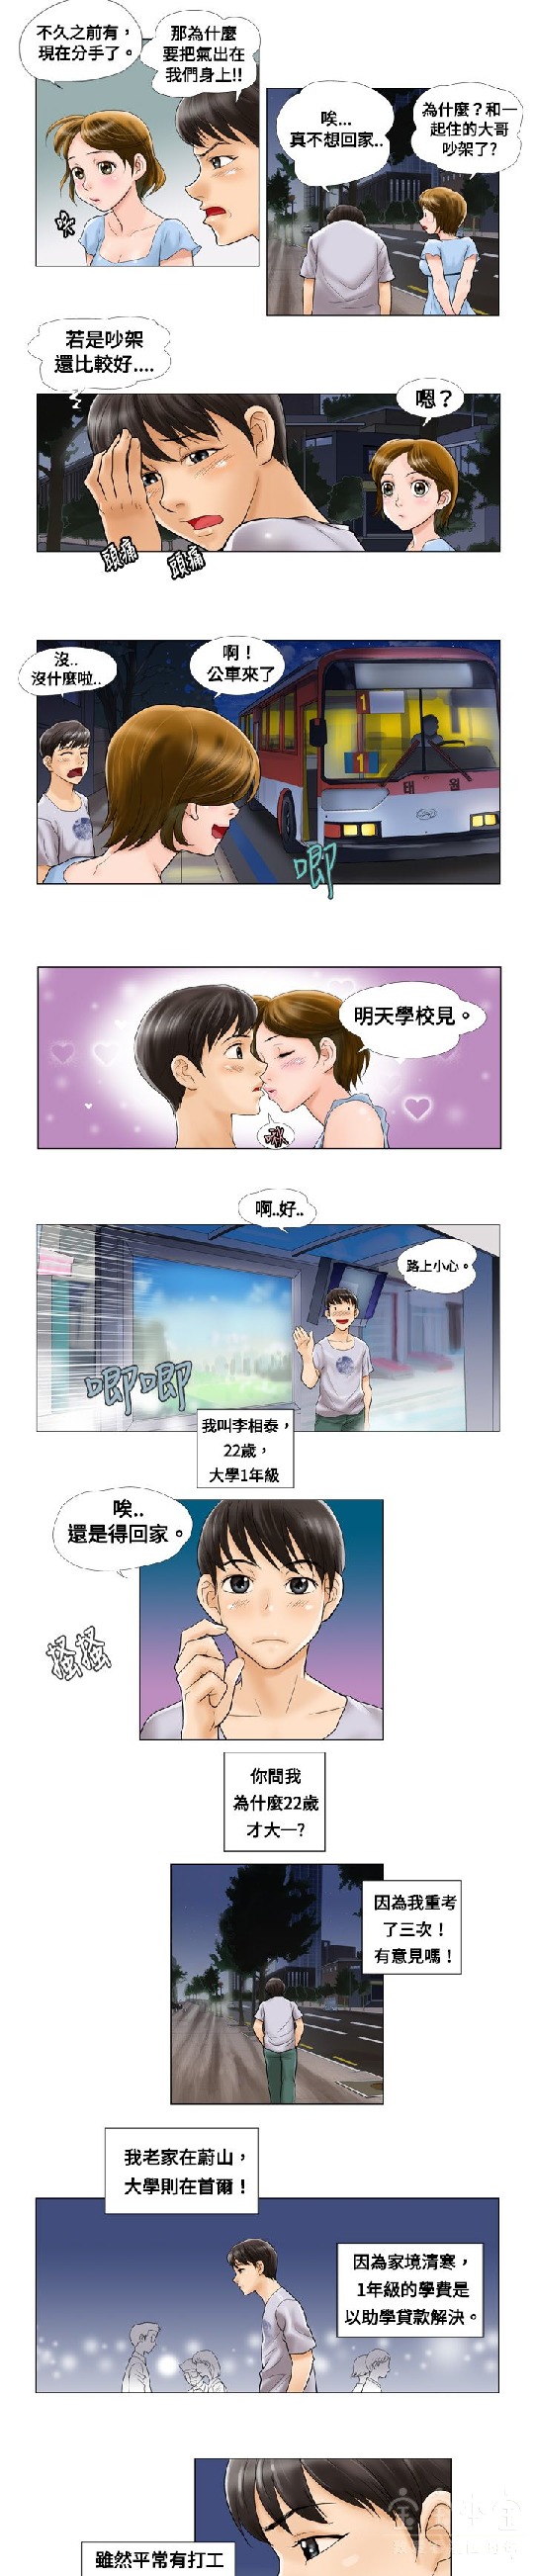 不久之前有，
現在分手了。
那為什麼
要把氣出在
我們身上!!
唉
唉...
真不想回家..
為什麼？和一
起住的大哥
吵架了?
若是吵架
還比較好....
嗯？
頭痛
頭痛
沒..
沒什麼啦..
啊！
公車來了
1
1
태원
唧
明天學校見。
啾
啊..好..
路上小心。
唧唧
我叫李相泰，
22歲，
大學1年級
唉..
還是得回家。
搔搔
你問我
為什麼22歲
才大一?
因為我重考
了三次！
有意見嗎！
我老家在蔚山，
大學則在首爾！
因為家境清寒，
1年級的學費是
以助學貸款解決。
雖然平常有打工